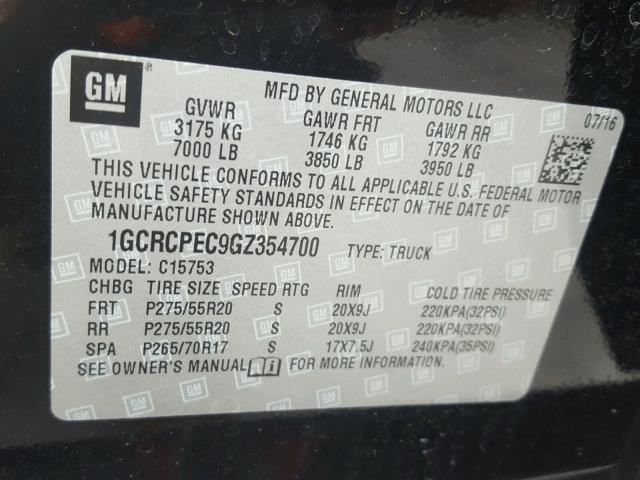 GM ®
MFD BY GENERAL MOTORS LLC
07/16
GVWR GAWR FRT GAWR RR
3175 KG 1746 KG 1792 KG
7000 LB 3850 LB 3950 LB
THIS VEHICLE CONFORMS TO ALL APPLICABLE U.S. FEDERAL MOTOR
VEHICLE SAFETY STANDARDS IN EFFECT ON THE DATE OF
MANUFACTURE SHOWN ABOVE.
1GCRCPEC9GZ354700 TYPE: TRUCK
MODEL: C15753
CHBG TIRE SIZE SPEED RTG RIM COLD TIRE PRESSURE
FRT P275/55R20 S 20X9J 220KPA(32PSI)
RR P275/55R20 S 20X9J 220KPA(32PSI)
SPA P265/70R17 S 17X7.5J 240KPA(35PSI)
SEE OWNER'S MANUAL i FOR MORE INFORMATION.